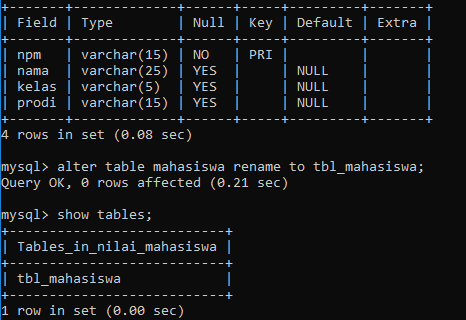 +-------+-------------+------+-----+---------+-------+
| Field | Type        | Null | Key | Default | Extra |
+-------+-------------+------+-----+---------+-------+
| npm   | varchar(15) | NO   | PRI |         |       |
| nama  | varchar(25) | YES  |     | NULL    |       |
| kelas | varchar(5)  | YES  |     | NULL    |       |
| prodi | varchar(15) | YES  |     | NULL    |       |
+-------+-------------+------+-----+---------+-------+
4 rows in set (0.08 sec)
mysql> alter table mahasiswa rename to tbl_mahasiswa;
Query OK, 0 rows affected (0.21 sec)
mysql> show tables;
+---------------------------+
| Tables_in_nilai_mahasiswa |
+---------------------------+
| tbl_mahasiswa             |
+---------------------------+
1 row in set (0.00 sec)